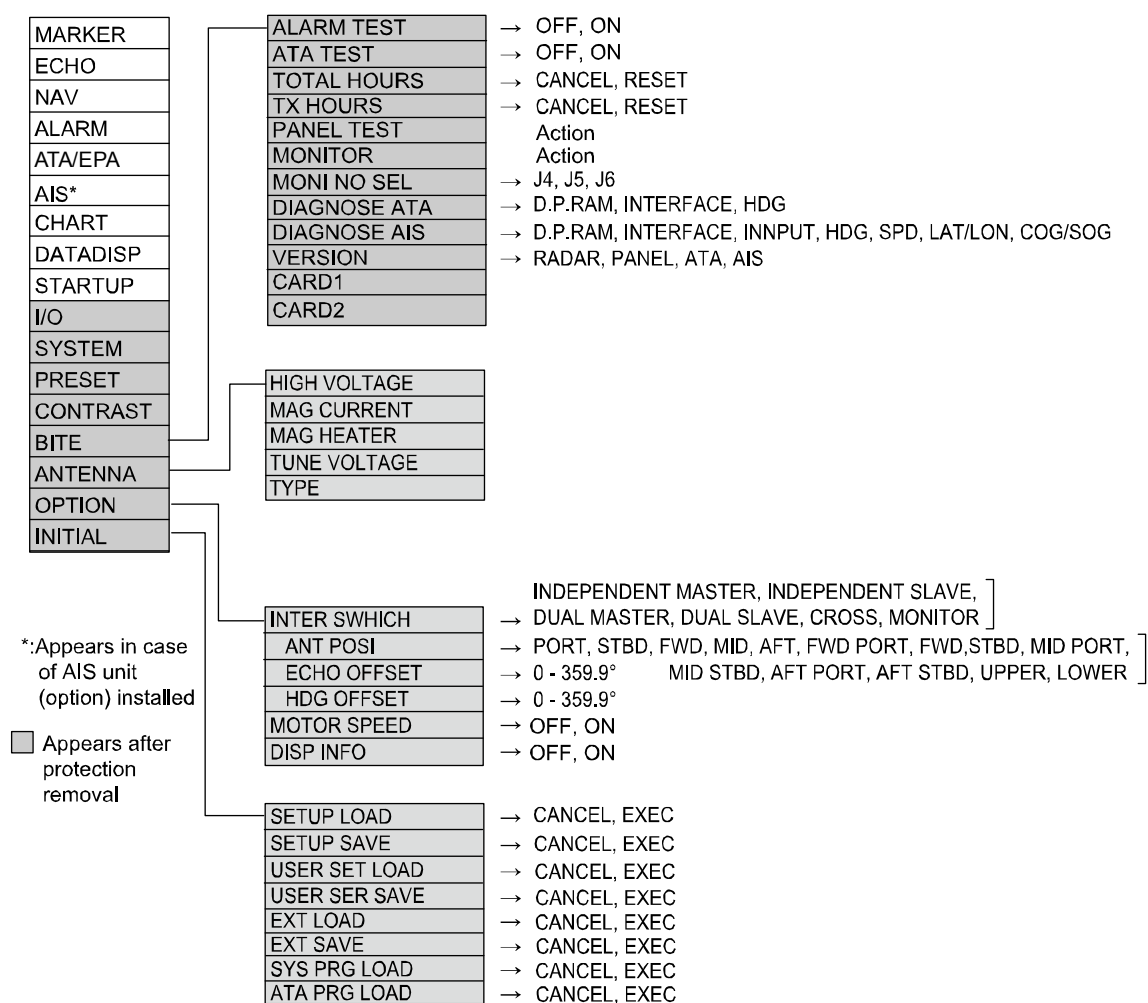 MARKER
ECHO
NAV
ALARM
ATA/EPA
AIS*
CHART
DATADISP
STARTUP
I/O
SYSTEM
PRESET
CONTRAST
BITE
ANTENNA
OPTION
INITIAL
*:Appears in case
of AIS unit
(option) installed
Appears after
protection
removal
ALARM TEST → OFF, ON
ATA TEST → OFF, ON
TOTAL HOURS → CANCEL, RESET
TX HOURS → CANCEL, RESET
PANEL TEST Action
MONITOR Action
MONI NO SEL → J4, J5, J6
DIAGNOSE ATA → D.P.RAM, INTERFACE, HDG
DIAGNOSE AIS → D.P.RAM, INTERFACE, INNPUT, HDG, SPD, LAT/LON, COG/SOG
VERSION → RADAR, PANEL, ATA, AIS
CARD1
CARD2
HIGH VOLTAGE
MAG CURRENT
MAG HEATER
TUNE VOLTAGE
TYPE
INDEPENDENT MASTER, INDEPENDENT SLAVE,
INTER SWHICH → DUAL MASTER, DUAL SLAVE, CROSS, MONITOR
ANT POSI → PORT, STBD, FWD, MID, AFT, FWD PORT, FWD,STBD, MID PORT,
ECHO OFFSET → 0 - 359.9° MID STBD, AFT PORT, AFT STBD, UPPER, LOWER
HDG OFFSET → 0 - 359.9°
MOTOR SPEED → OFF, ON
DISP INFO → OFF, ON
SETUP LOAD → CANCEL, EXEC
SETUP SAVE → CANCEL, EXEC
USER SET LOAD → CANCEL, EXEC
USER SER SAVE → CANCEL, EXEC
EXT LOAD → CANCEL, EXEC
EXT SAVE → CANCEL, EXEC
SYS PRG LOAD → CANCEL, EXEC
ATA PRG LOAD → CANCEL, EXEC